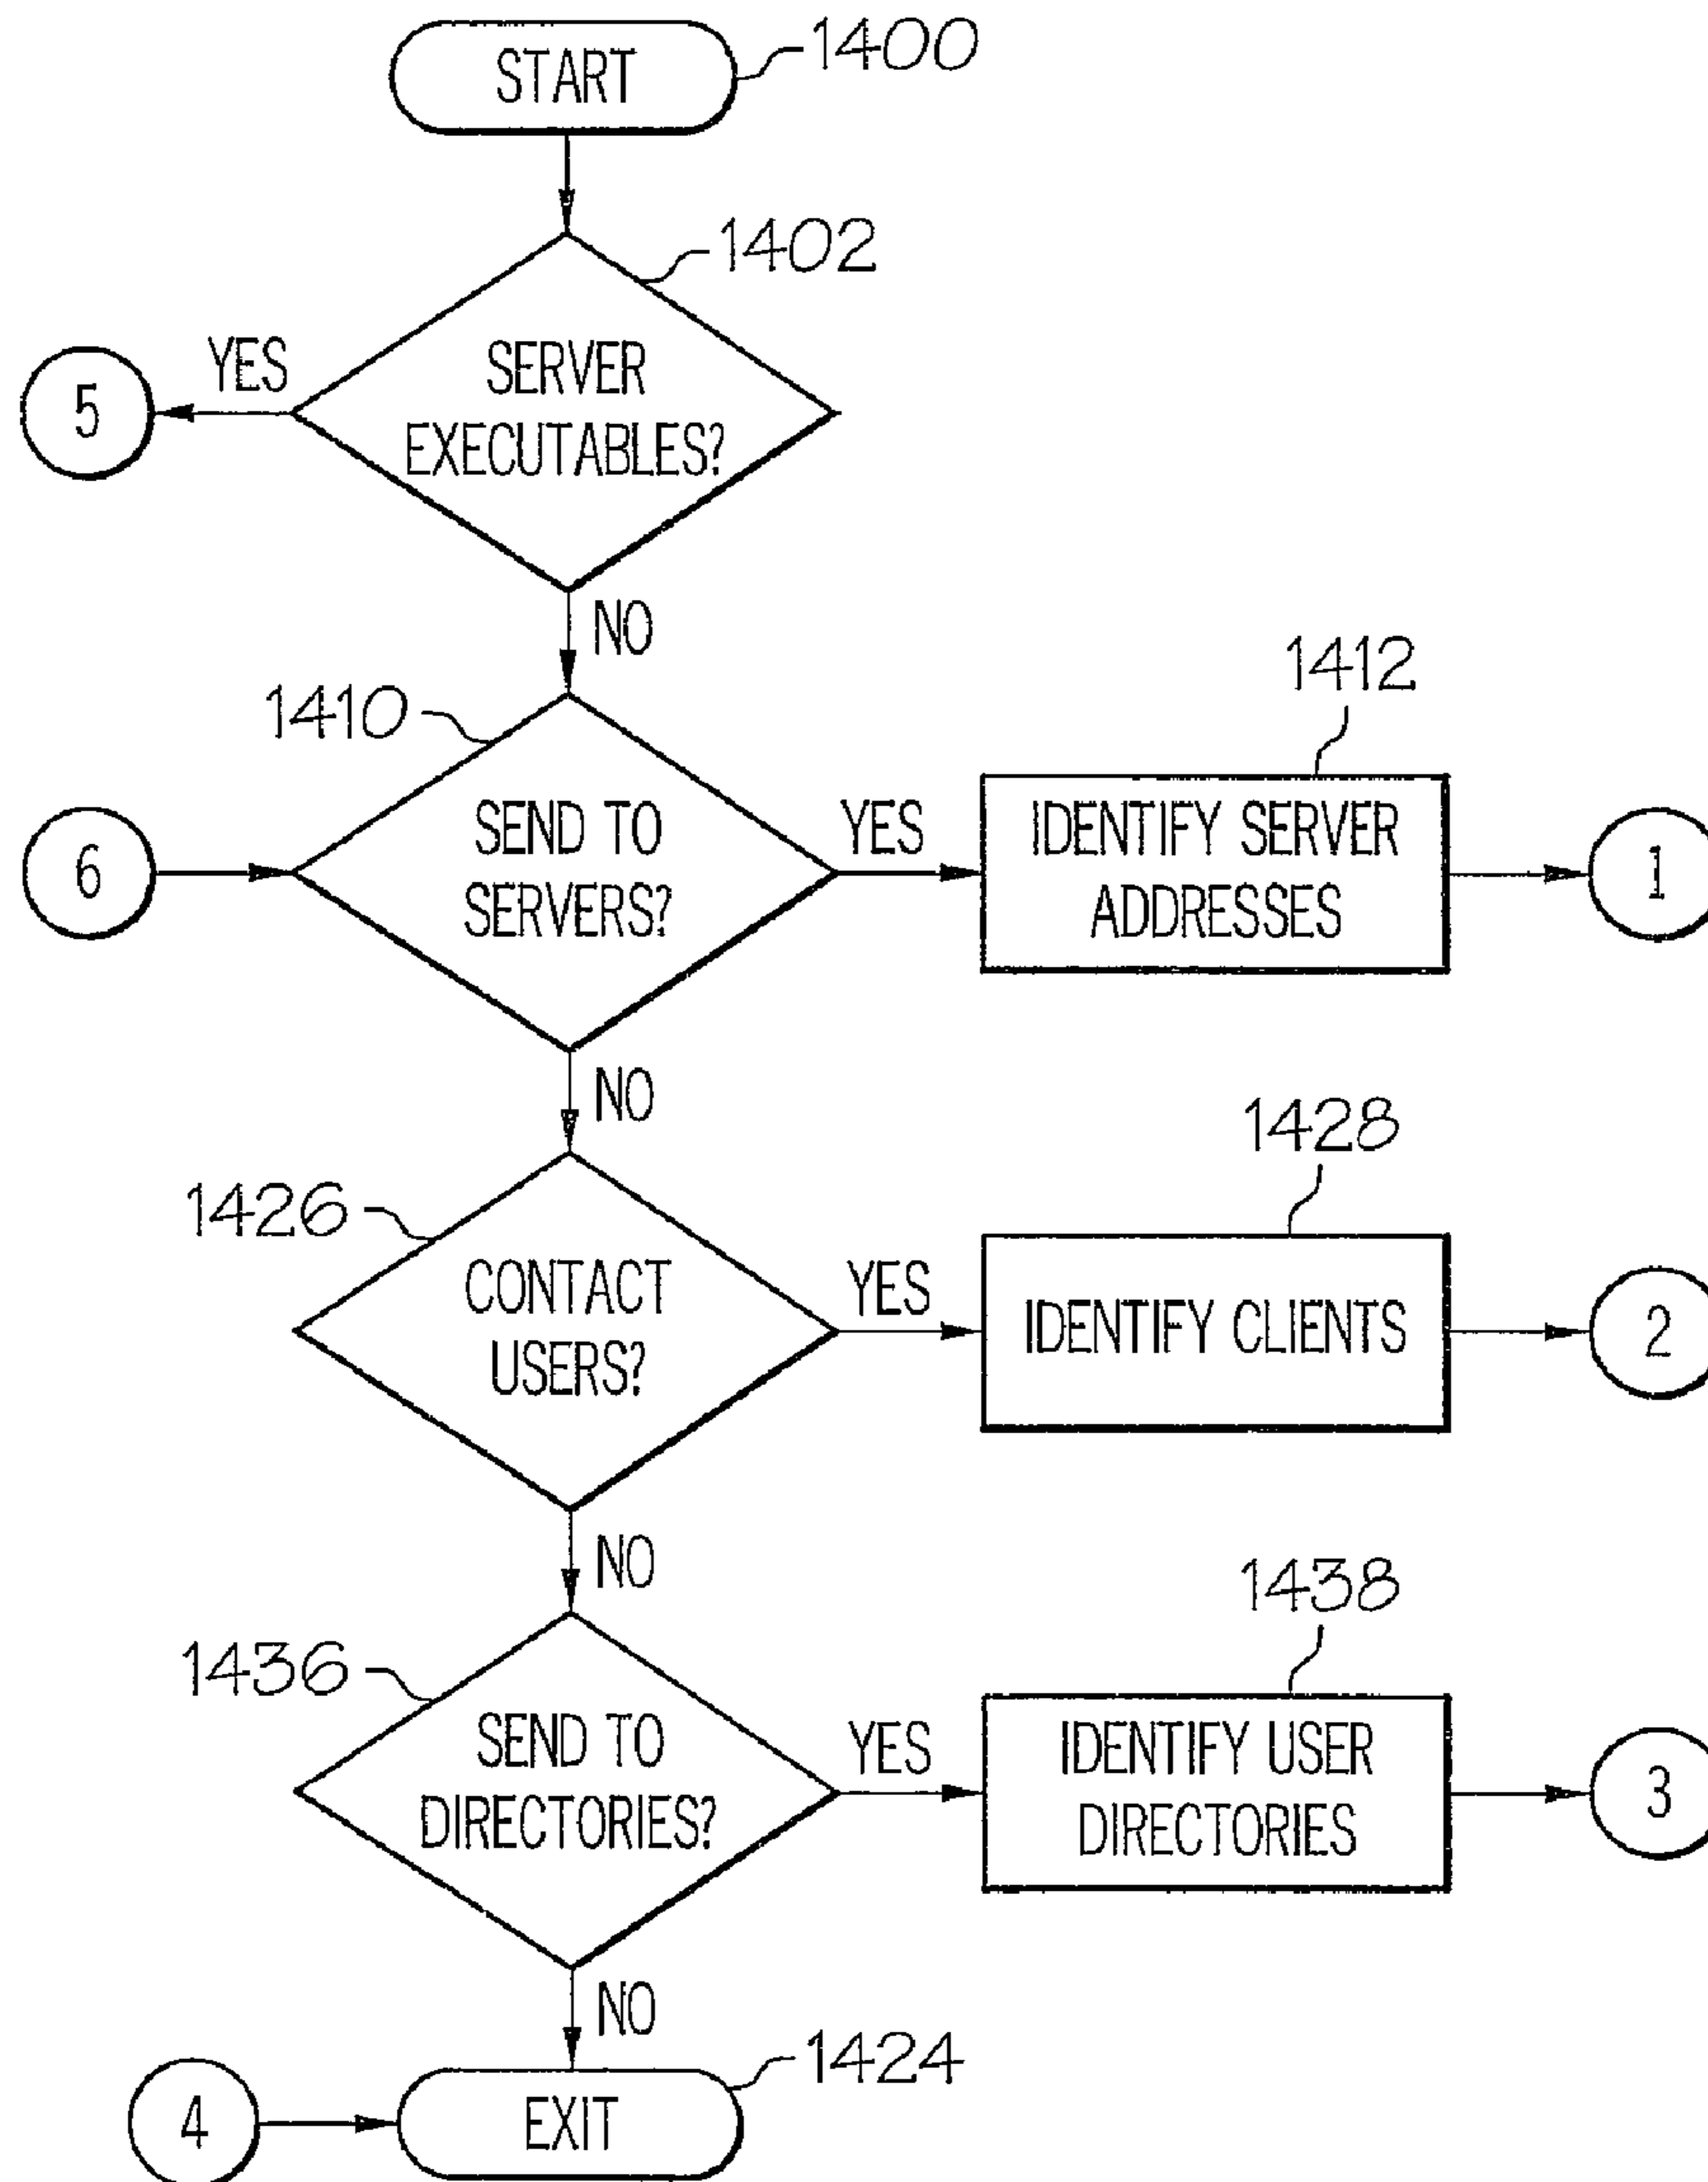 START
1400
1402
YES
SERVER
EXECUTABLES?
5
NO
1410
1412
6
SEND TO
SERVERS?
YES
IDENTIFY SERVER
ADDRESSES
1
NO
1426
1428
CONTACT
USERS?
YES
IDENTIFY CLIENTS
2
NO
1436
1438
SEND TO
DIRECTORIES?
YES
IDENTIFY USER
DIRECTORIES
3
NO
1424
4
EXIT